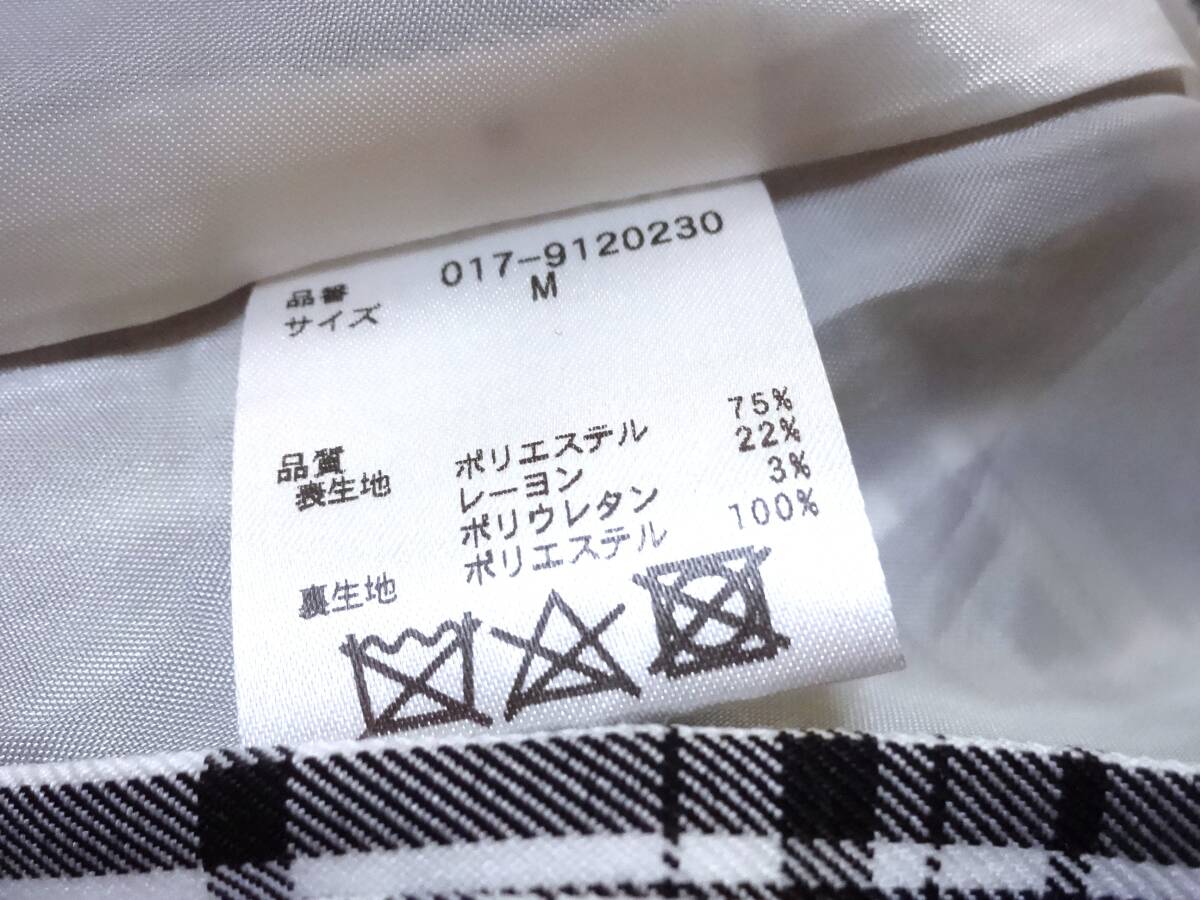 品番 017-9120230
サイズ M
品質
表生地 ポリエステル 75%
レーヨン 22%
ポリウレタン 3%
裏生地 ポリエステル 100%